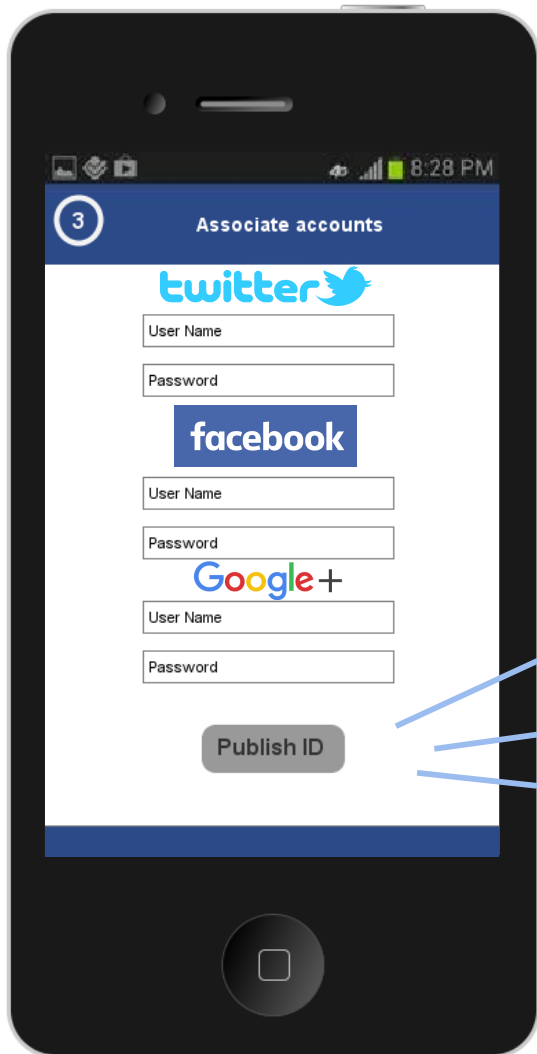 8:28 PM
3
Associate accounts
twitter
User Name
Password
facebook
User Name
Password
Google+
User Name
Password
Publish ID